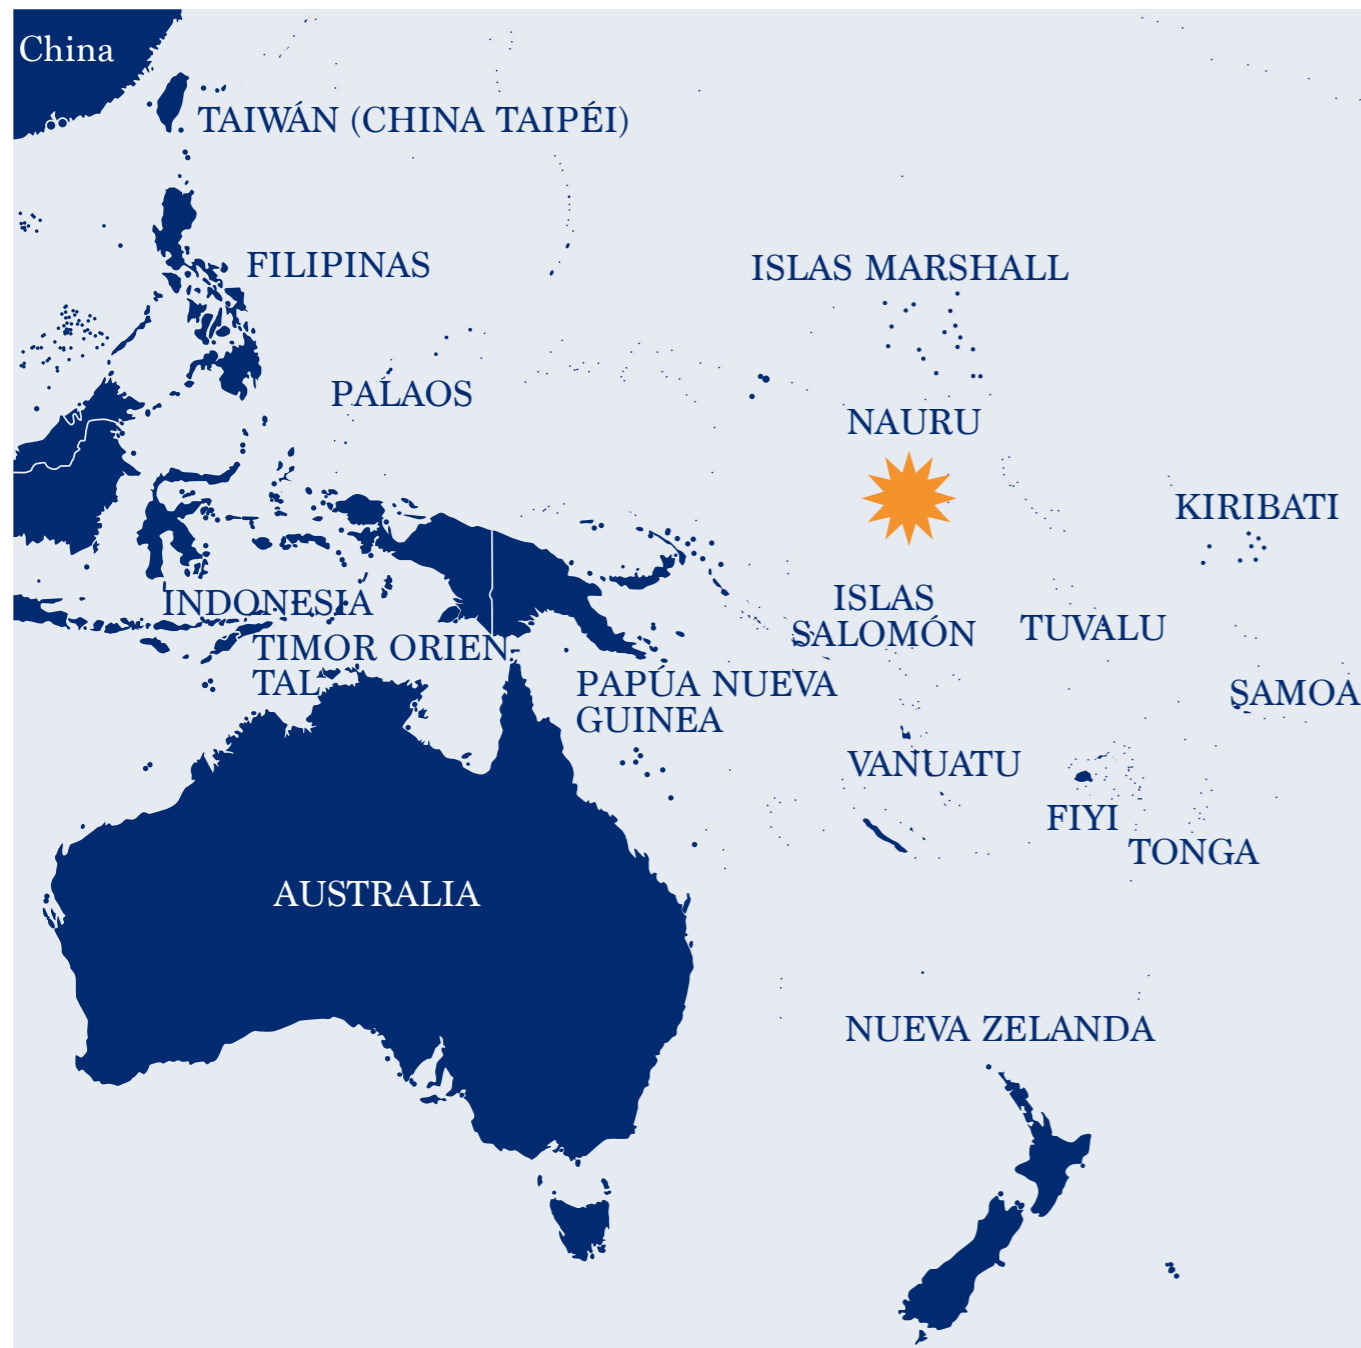 China
TAIWÁN (CHINA TAIPÉI)
FILIPINAS
ISLAS MARSHALL
PALAOS
NAURU
KIRIBATI
INDONESIA
ISLAS
SALOMÓN
TUVALU
TIMOR ORIEN-
TAL
PAPÚA NUEVA
GUINEA
SAMOA
VANUATU
FIYI
TONGA
AUSTRALIA
NUEVA ZELANDA